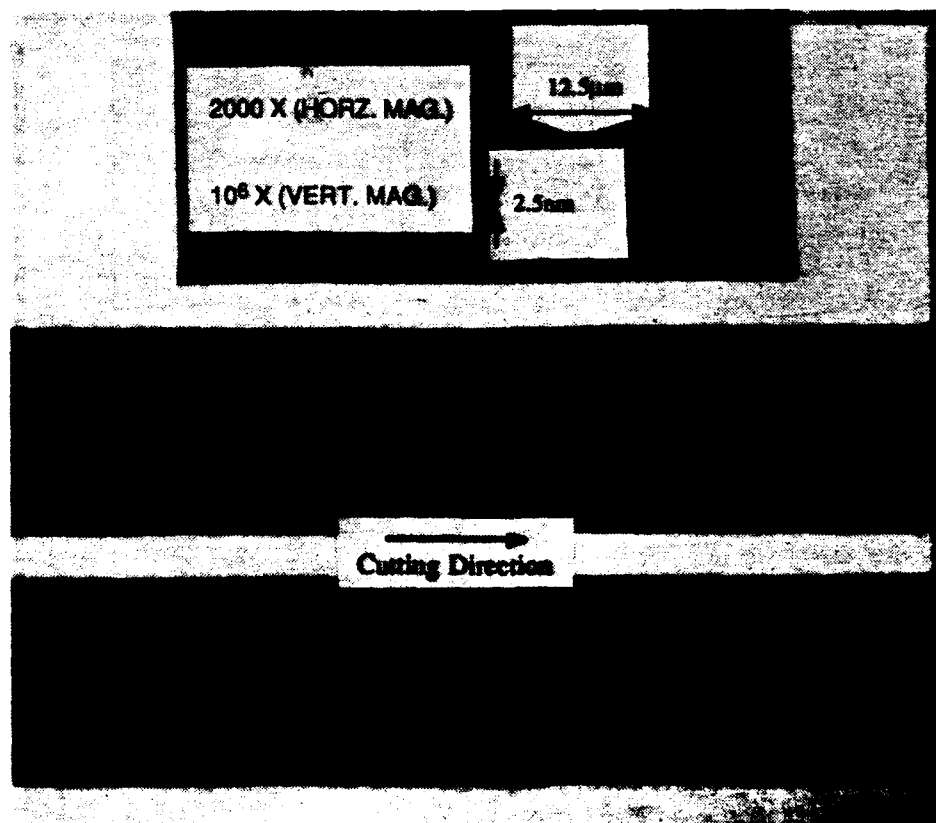 2000 X (HORZ. MAG.)
10⁶ X (VERT. MAG.)
12.5µm
2.5nm
Cutting Direction